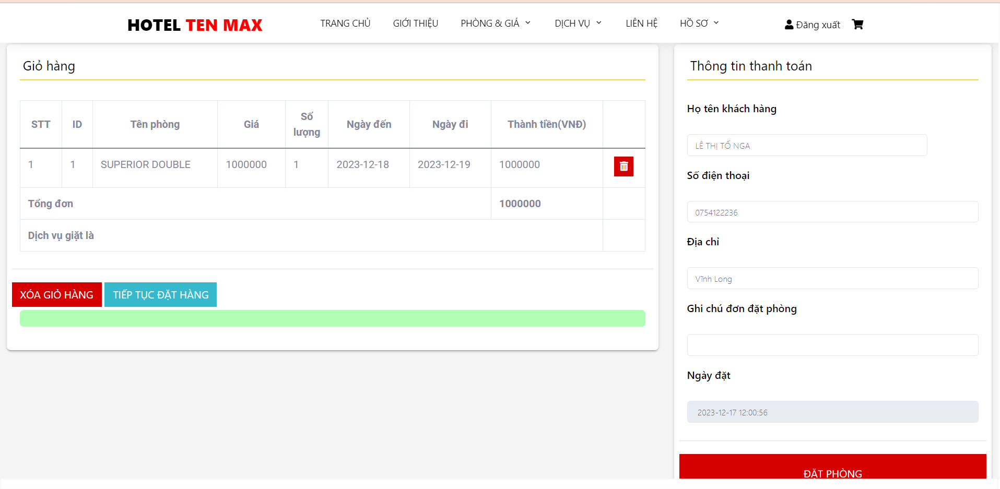 HOTEL TEN MAX
TRANG CHỦ
GIỚI THIỆU
PHÒNG & GIÁ
DỊCH VỤ
LIÊN HỆ
HỒ SƠ
Đăng xuất
Giỏ hàng
STT ID Tên phòng Giá Số lượng Ngày đến Ngày đi Thành tiền(VNĐ)
1 1 SUPERIOR DOUBLE 1000000 1 2023-12-18 2023-12-19 1000000
Tổng đơn 1000000
Dịch vụ giặt là
XÓA GIỎ HÀNG
TIẾP TỤC ĐẶT HÀNG
Thông tin thanh toán
Họ tên khách hàng
LÊ THỊ TỐ NGA
Số điện thoại
0754122236
Địa chỉ
Vĩnh Long
Ghi chú đơn đặt phòng
Ngày đặt
2023-12-17 12:00:56
ĐẶT PHÒNG